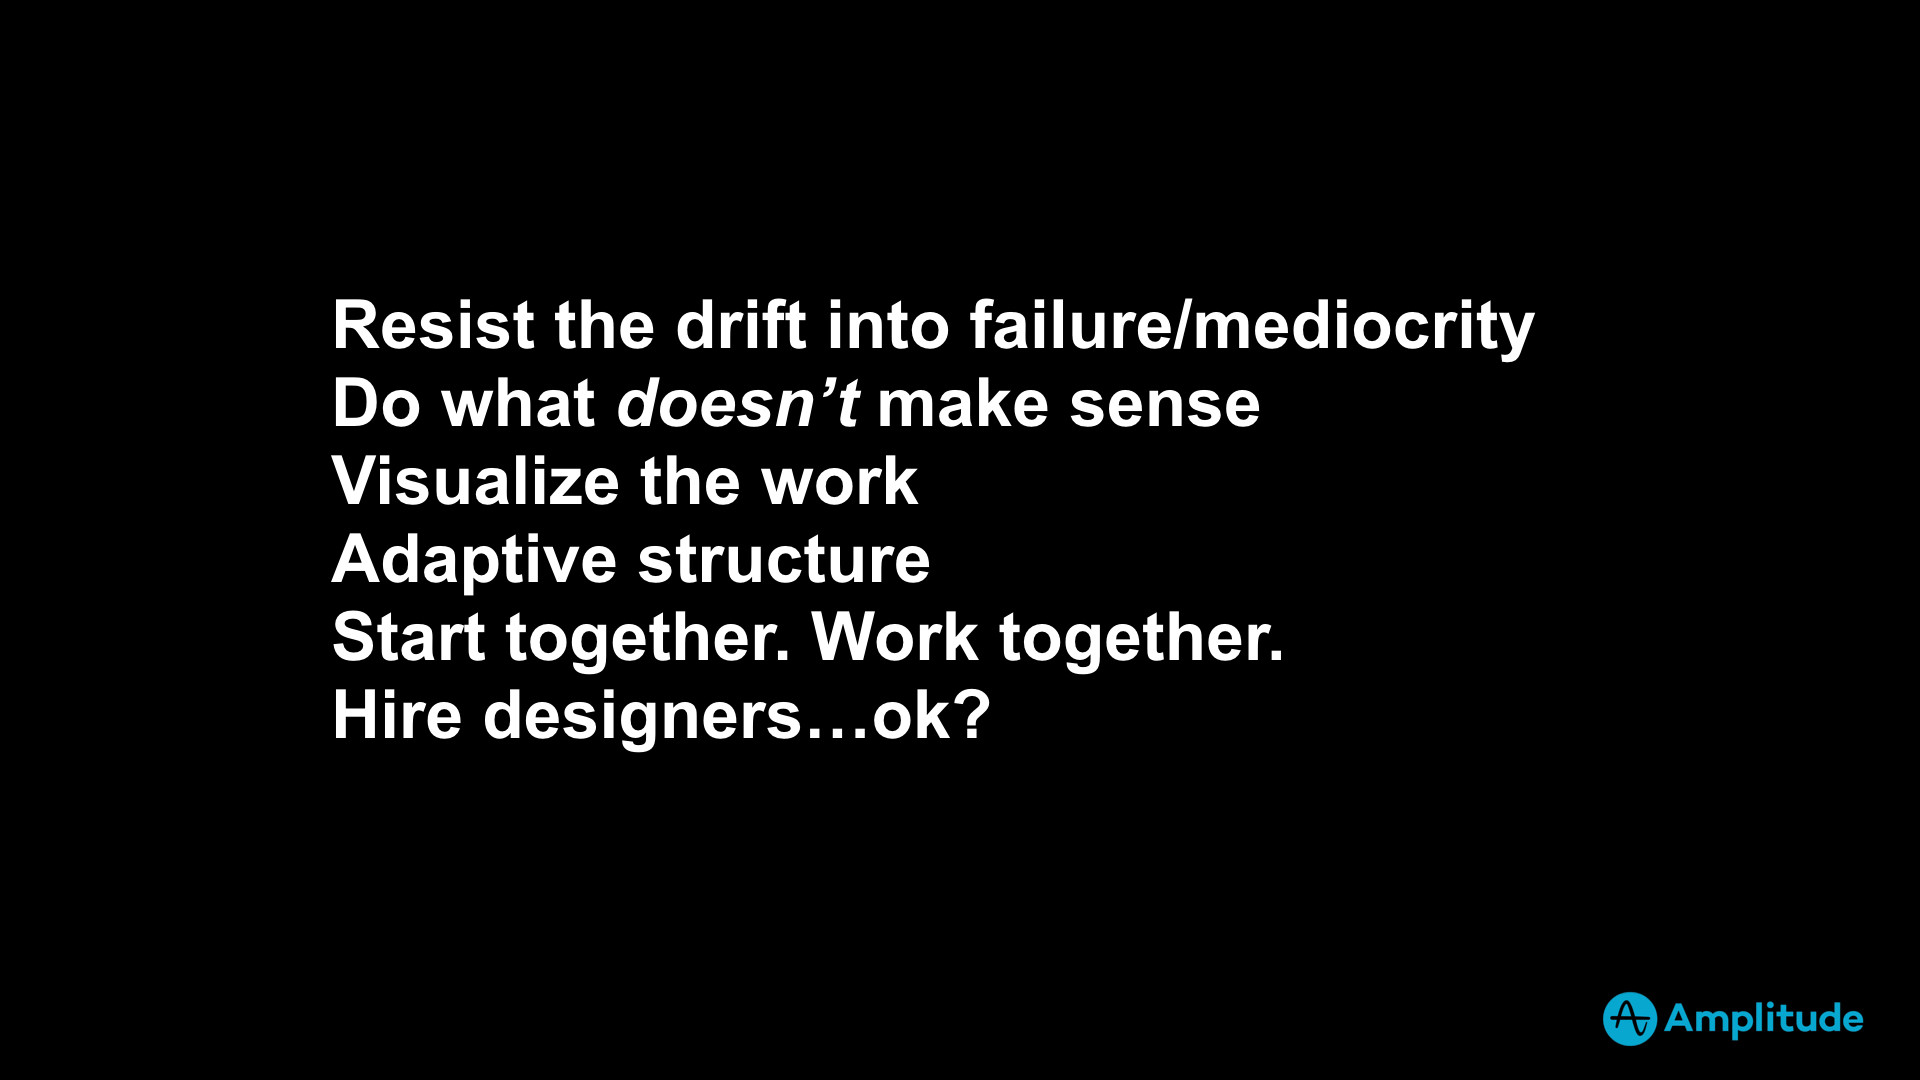 Resist the drift into failure/mediocrity
Do what doesn’t make sense
Visualize the work
Adaptive structure
Start together. Work together.
Hire designers…ok?
Amplitude